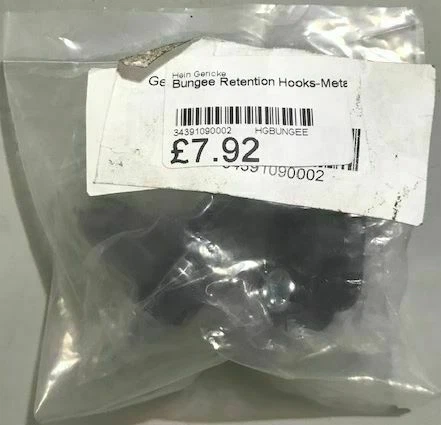 Hein Gericke
Ge Bungee Retention Hooks-Meta
34391090002 HGBUNGEE
£7.92
34391090002